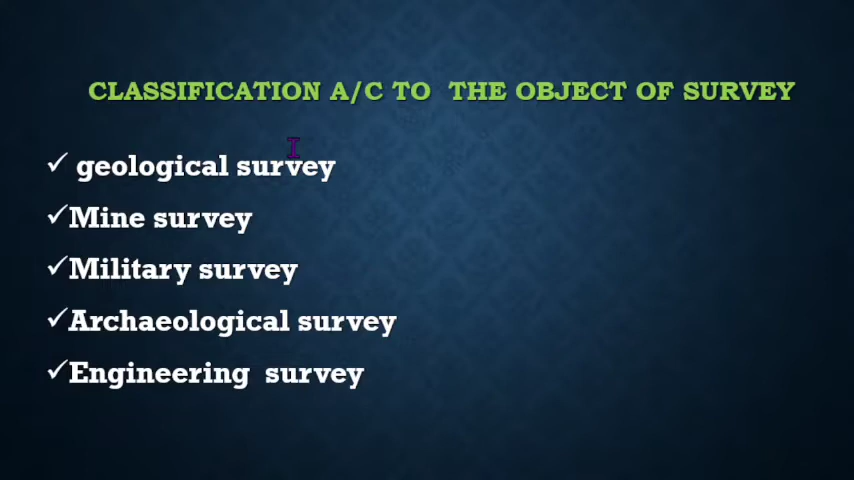 CLASSIFICATION A/C TO THE OBJECT OF SURVEY
✓ geological survey
✓Mine survey
✓Military survey
✓Archaeological survey
✓Engineering survey